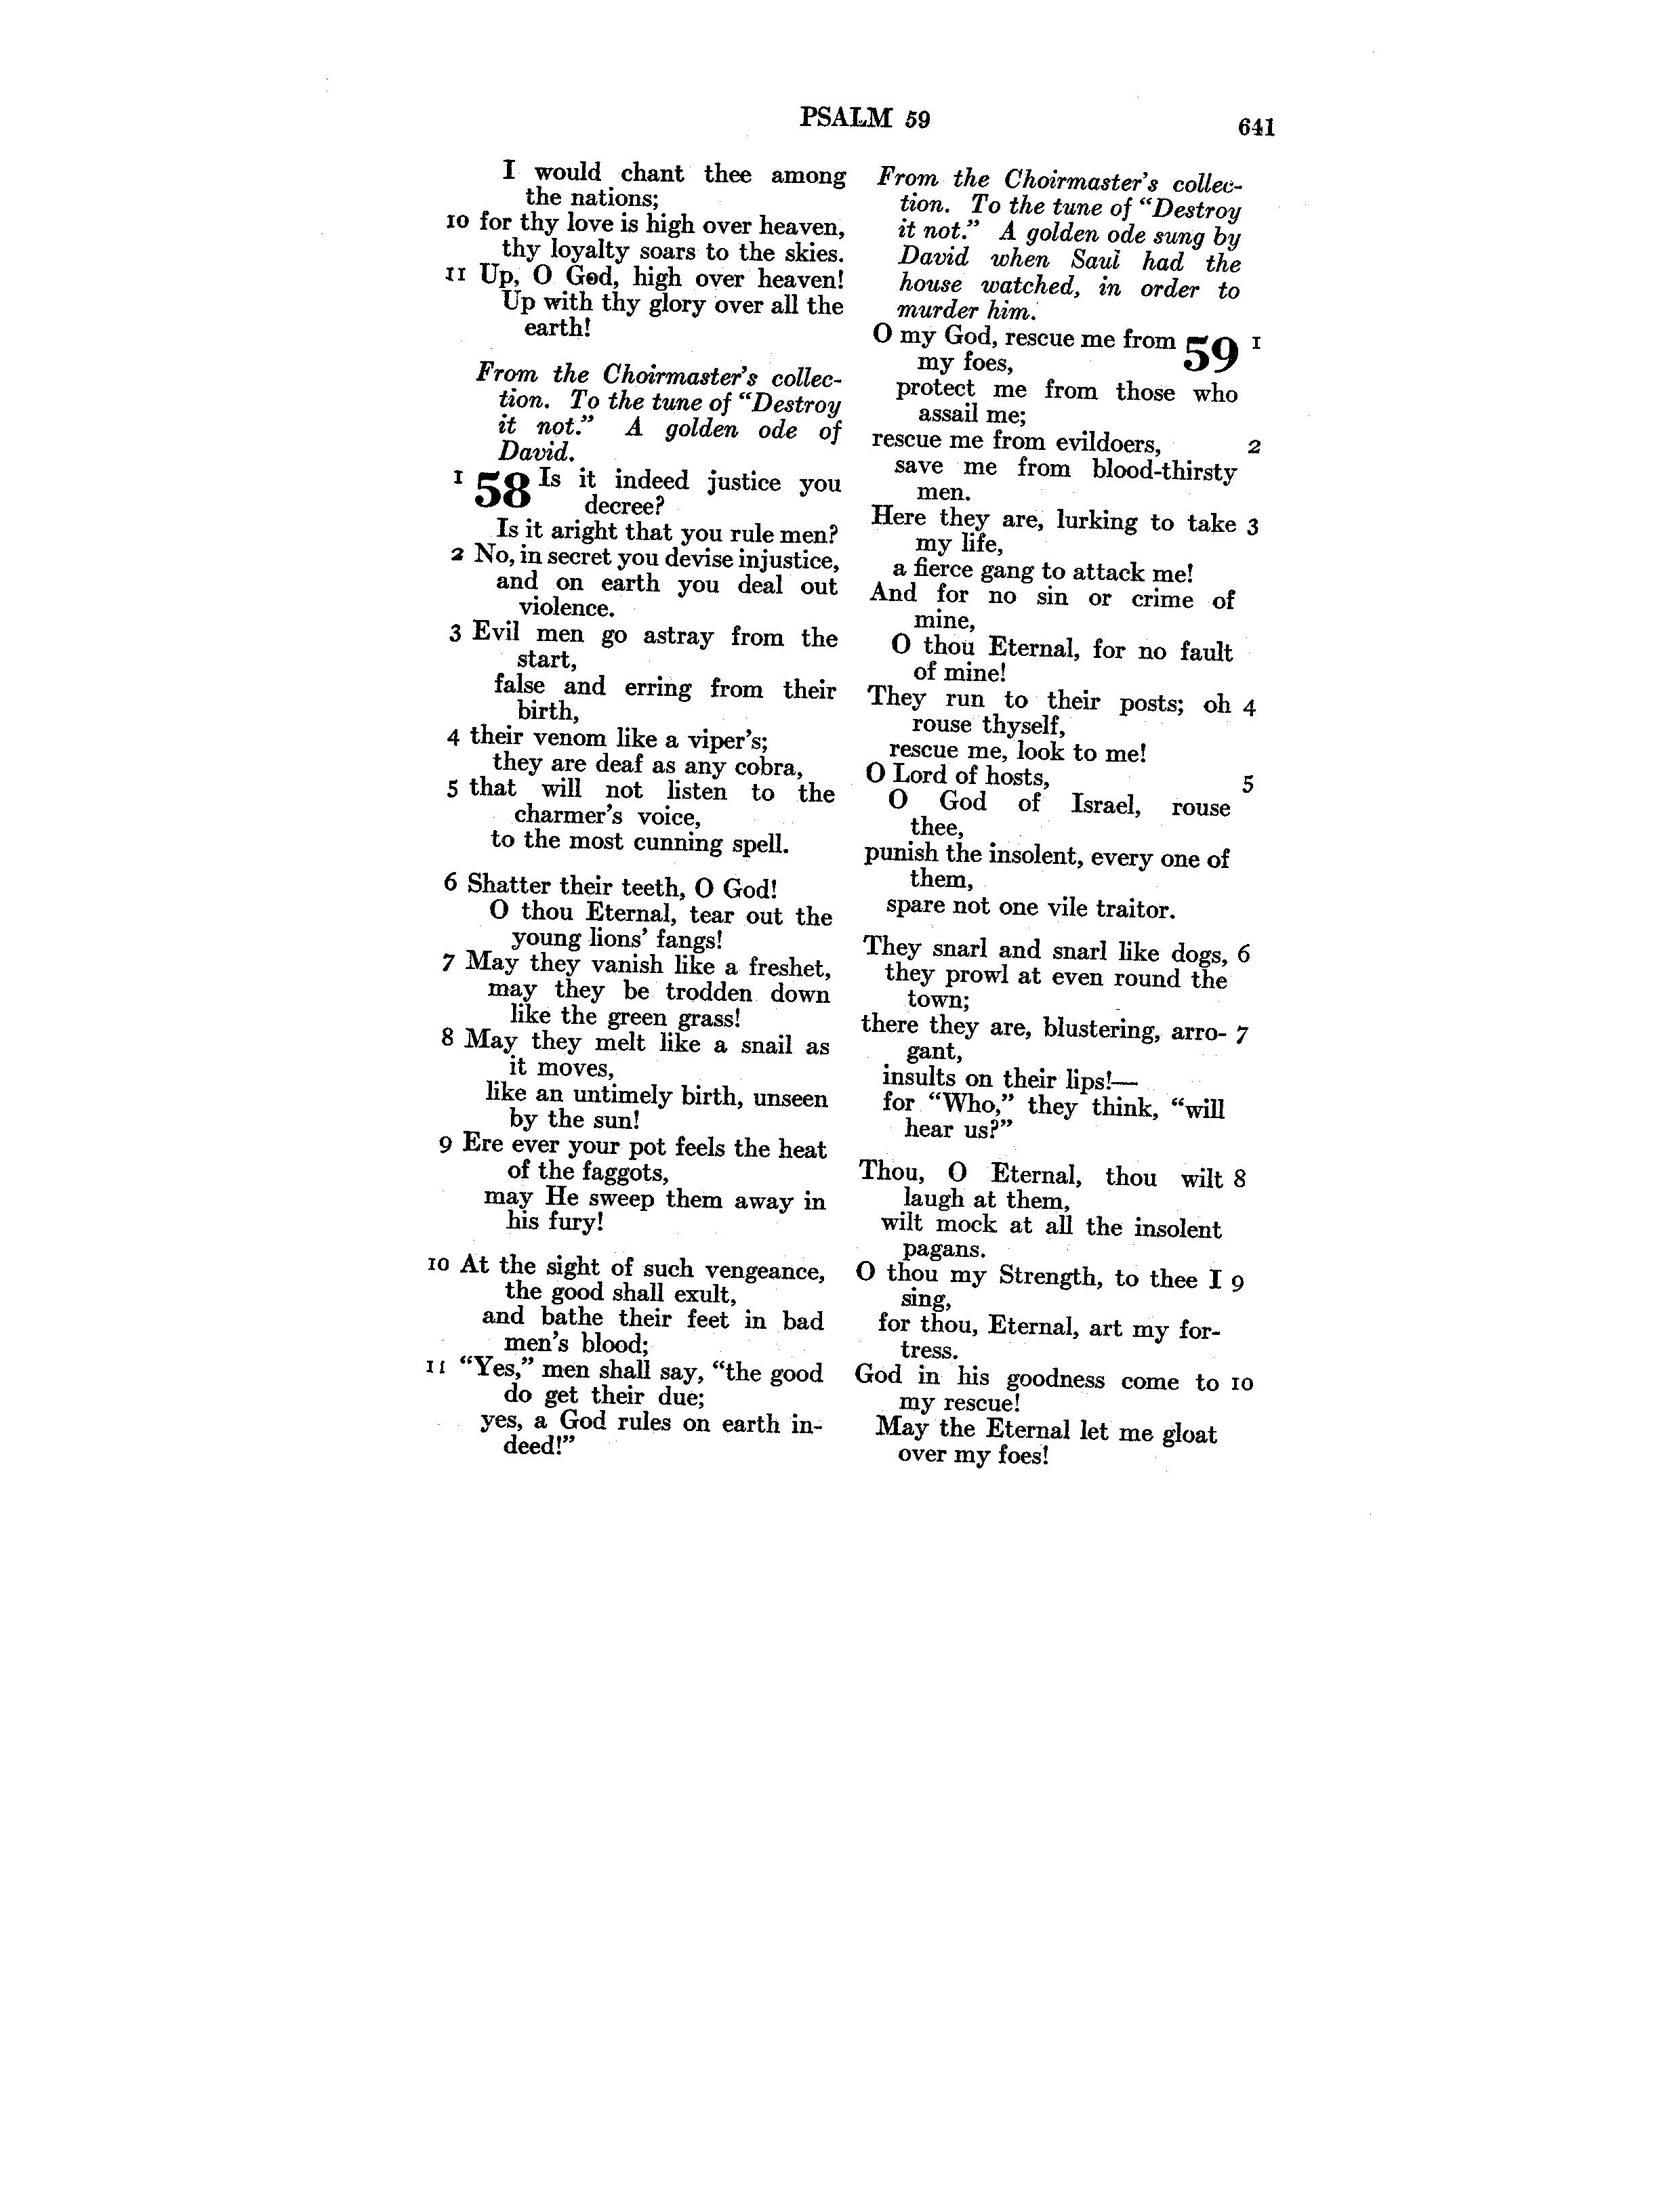 PSALM 59
641
I would chant thee among
the nations;
10 for thy love is high over heaven,
thy loyalty soars to the skies.
11 Up, O God, high over heaven!
Up with thy glory over all the
earth!
From the Choirmaster's collec-
tion. To the tune of “Destroy
it not.” A golden ode of
David.
1 58 Is it indeed justice you
decree?
Is it aright that you rule men?
2 No, in secret you devise injustice,
and on earth you deal out
violence.
3 Evil men go astray from the
start,
false and erring from their
birth,
4 their venom like a viper's;
they are deaf as any cobra,
5 that will not listen to the
charmer's voice,
to the most cunning spell.
6 Shatter their teeth, O God!
O thou Eternal, tear out the
young lions' fangs!
7 May they vanish like a freshet,
may they be trodden down
like the green grass!
8 May they melt like a snail as
it moves,
like an untimely birth, unseen
by the sun!
9 Ere ever your pot feels the heat
of the faggots,
may He sweep them away in
his fury!
10 At the sight of such vengeance,
the good shall exult,
and bathe their feet in bad
men's blood;
11 “Yes,” men shall say, “the good
do get their due;
yes, a God rules on earth in-
deed!”
From the Choirmaster's collec-
tion. To the tune of “Destroy
it not.” A golden ode sung by
David when Saul had the
house watched, in order to
murder him.
O my God, rescue me from 59 1
my foes,
protect me from those who
assail me;
rescue me from evildoers, 2
save me from blood-thirsty
men.
Here they are, lurking to take 3
my life,
a fierce gang to attack me!
And for no sin or crime of
mine,
O thou Eternal, for no fault
of mine!
They run to their posts; oh 4
rouse thyself,
rescue me, look to me!
O Lord of hosts, 5
O God of Israel, rouse
thee,
punish the insolent, every one of
them,
spare not one vile traitor.
They snarl and snarl like dogs, 6
they prowl at even round the
town;
there they are, blustering, arro- 7
gant,
insults on their lips!—
for “Who,” they think, “will
hear us?”
Thou, O Eternal, thou wilt 8
laugh at them,
wilt mock at all the insolent
pagans.
O thou my Strength, to thee I 9
sing,
for thou, Eternal, art my for-
tress.
God in his goodness come to 10
my rescue!
May the Eternal let me gloat
over my foes!